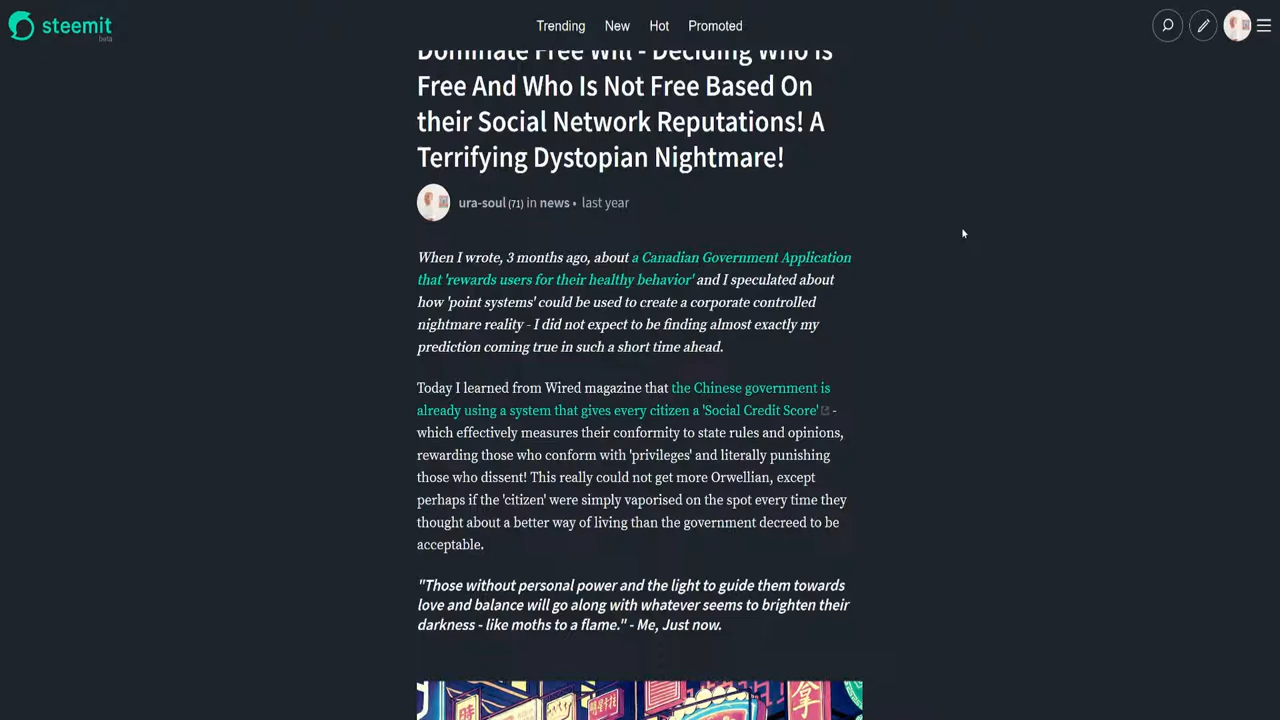 steemit
beta
Trending New Hot Promoted
Dominate Free Will - Deciding Who is
Free And Who Is Not Free Based On
their Social Network Reputations! A
Terrifying Dystopian Nightmare!
ura-soul (71) in news • last year
When I wrote, 3 months ago, about a Canadian Government Application
that 'rewards users for their healthy behavior' and I speculated about
how 'point systems' could be used to create a corporate controlled
nightmare reality - I did not expect to be finding almost exactly my
prediction coming true in such a short time ahead.
Today I learned from Wired magazine that the Chinese government is
already using a system that gives every citizen a 'Social Credit Score' -
which effectively measures their conformity to state rules and opinions,
rewarding those who conform with 'privileges' and literally punishing
those who dissent! This really could not get more Orwellian, except
perhaps if the 'citizen' were simply vaporised on the spot every time they
thought about a better way of living than the government decreed to be
acceptable.
"Those without personal power and the light to guide them towards
love and balance will go along with whatever seems to brighten their
darkness - like moths to a flame." - Me, Just now.